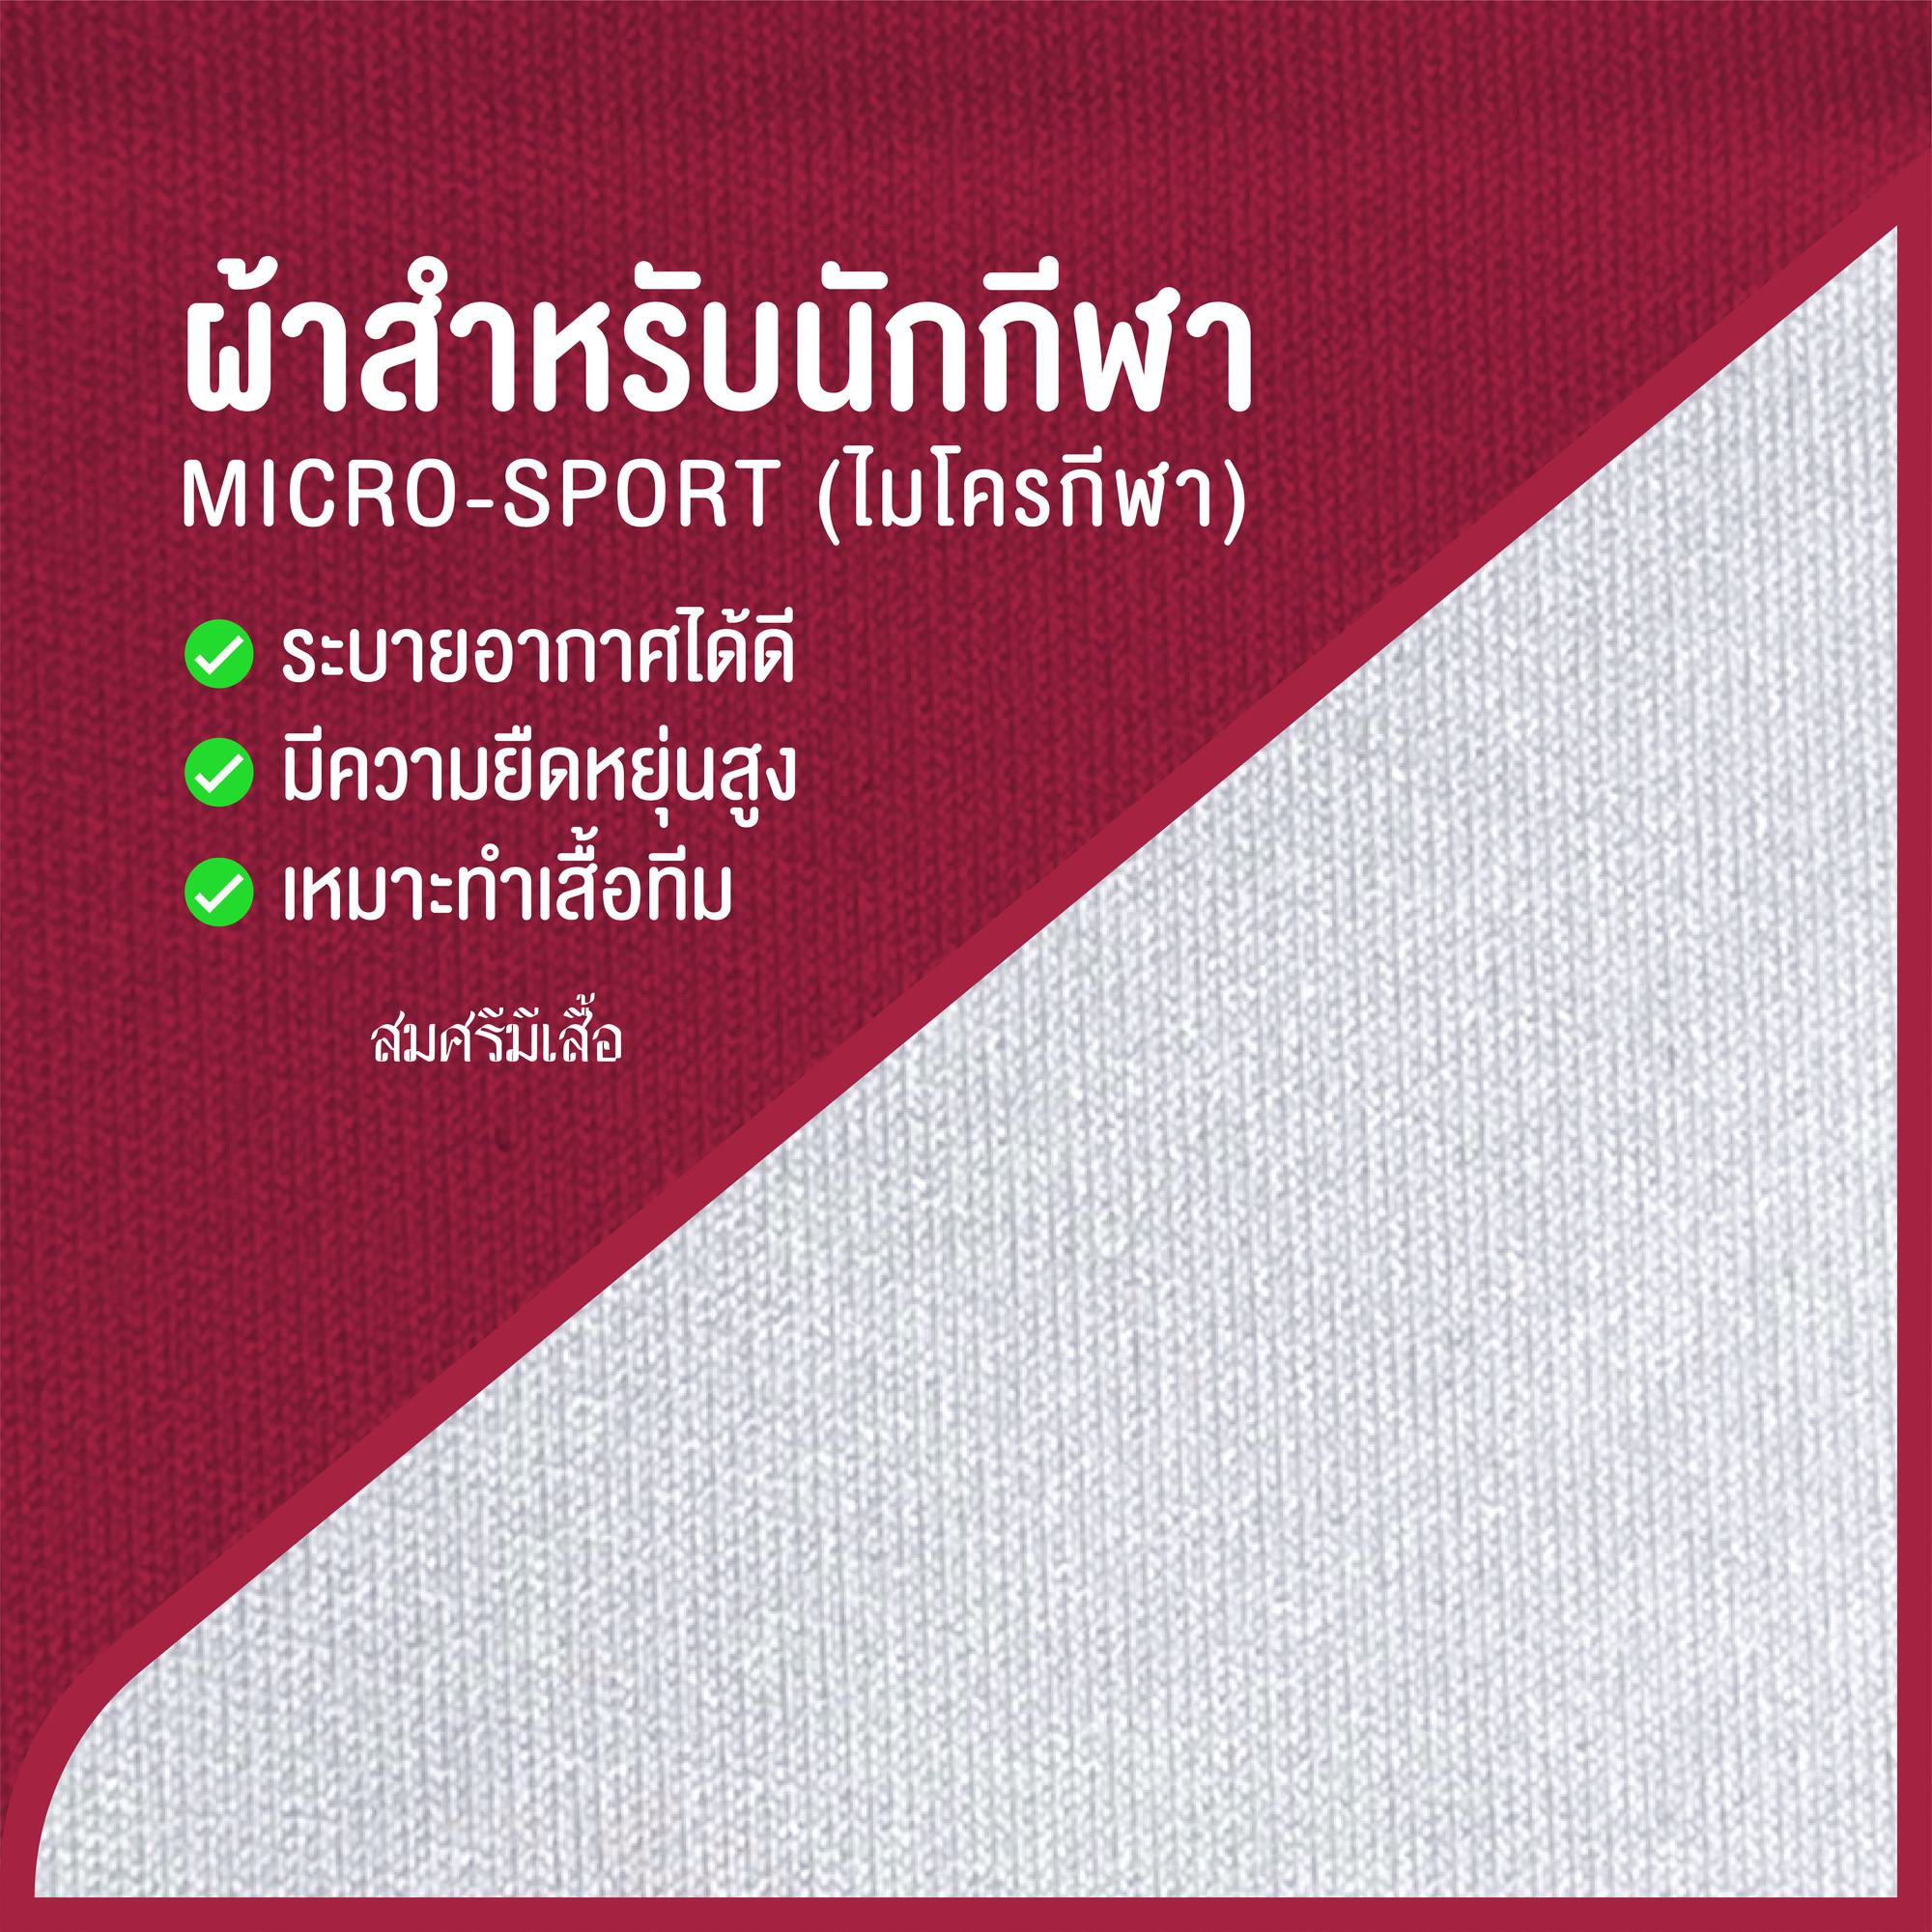 ผ้าสำหรับนักกีฬา
MICRO-SPORT (ไมโครกีฬา)
ระบายอากาศได้ดี
มีความยืดหยุ่นสูง
เหมาะทำเสื้อทีม
สมศรีมีเสื้อ